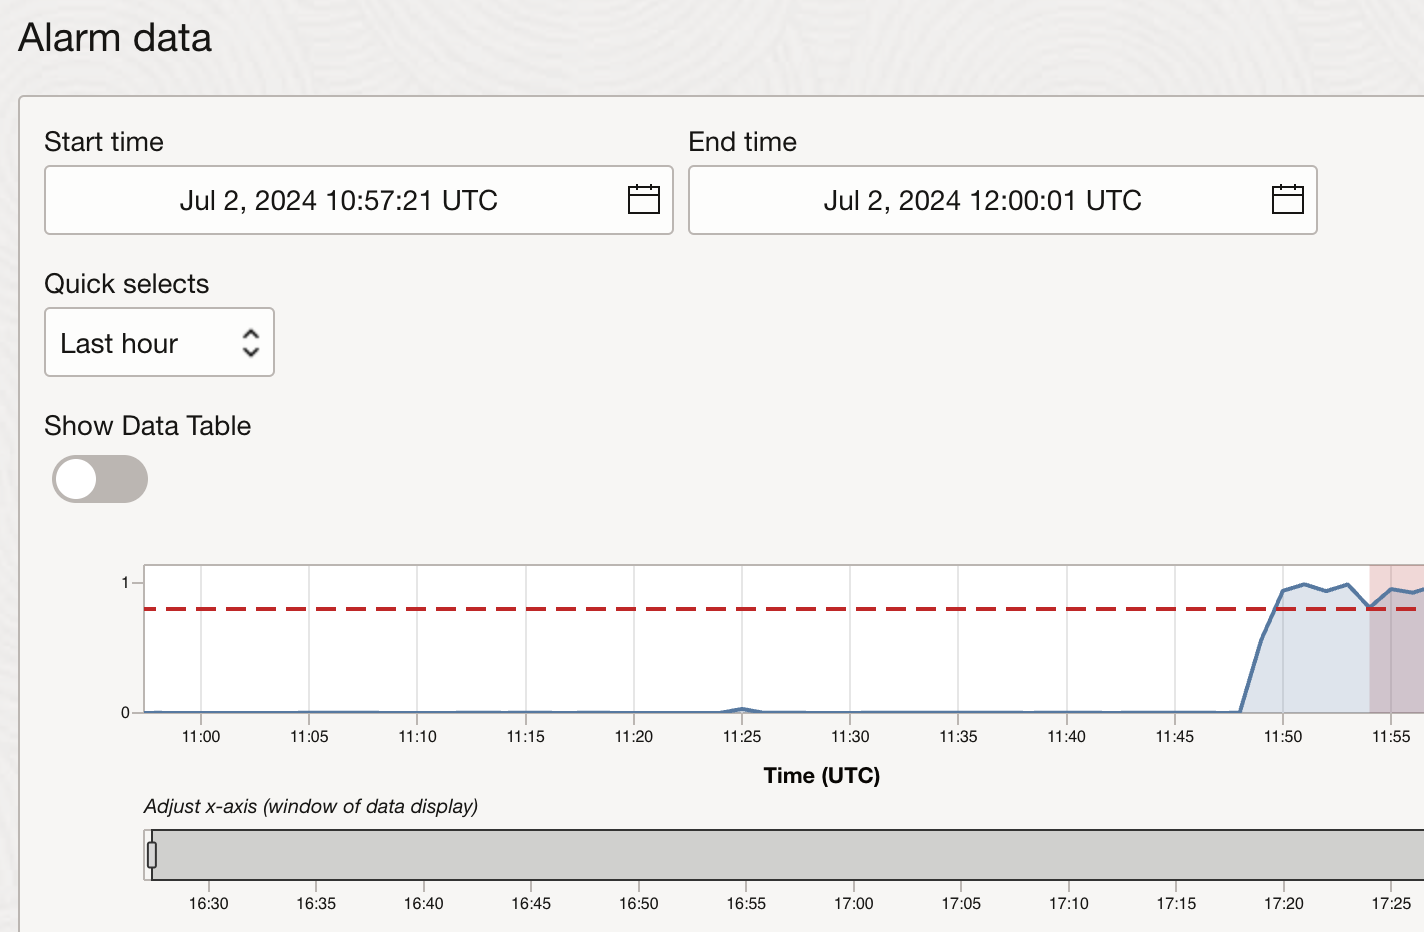 Alarm data
Start time
End time
Jul 2, 2024 10:57:21 UTC
Jul 2, 2024 12:00:01 UTC
Quick selects
Last hour
Show Data Table
1
0
11:00 11:05 11:10 11:15 11:20 11:25 11:30 11:35 11:40 11:45 11:50 11:55
Time (UTC)
Adjust x-axis (window of data display)
16:30 16:35 16:40 16:45 16:50 16:55 17:00 17:05 17:10 17:15 17:20 17:25